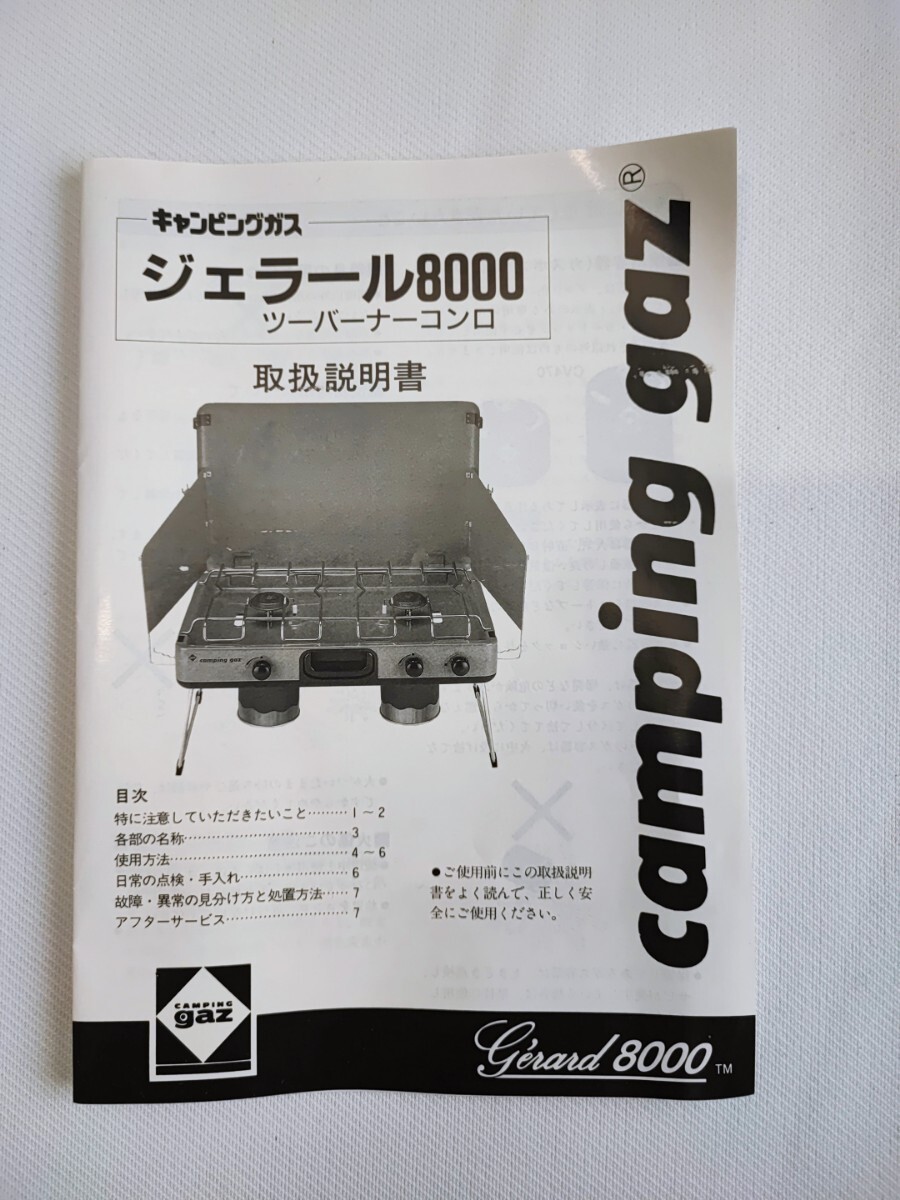 キャンピングガス
ジェラール8000
ツーバーナーコンロ
取扱説明書
camping gaz
目次
特に注意していただきたいこと………1～2
各部の名称……………………………3
使用方法………………………………4～6
日常の点検・手入れ…………………6
故障・異常の見分け方と処置方法……7
アフターサービス……………………7
●ご使用前にこの取扱説明
書をよく読んで、正しく安
全にご使用ください。
CAMPING
gaz
Gérard 8000 TM
camping gaz®
CV470